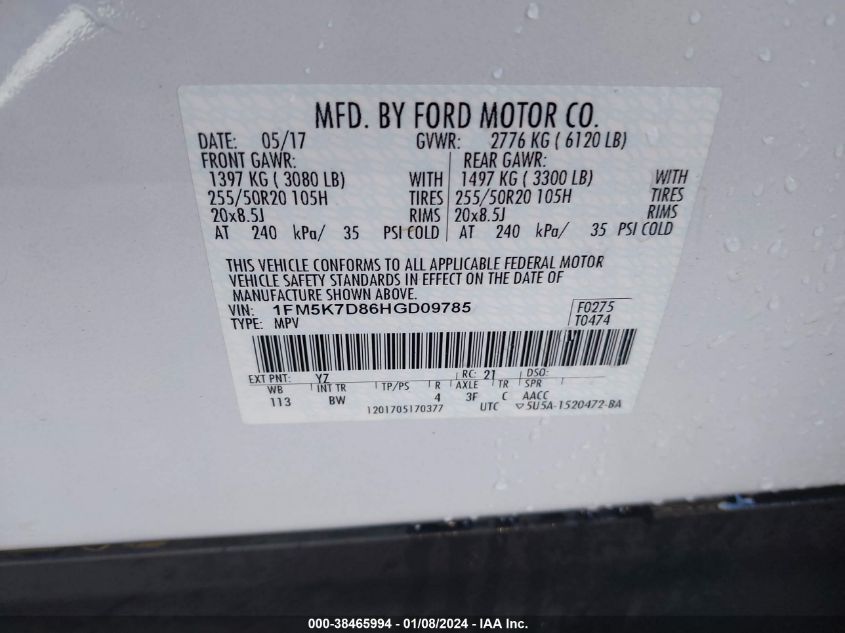 MFD. BY FORD MOTOR CO.
DATE: 05/17 GVWR: 2776 KG ( 6120 LB)
FRONT GAWR: REAR GAWR:
1397 KG ( 3080 LB) WITH 1497 KG ( 3300 LB) WITH
255/50R20 105H TIRES 255/50R20 105H TIRES
20x8.5J RIMS 20x8.5J RIMS
AT 240 kPa/ 35 PSI COLD AT 240 kPa/ 35 PSI COLD
THIS VEHICLE CONFORMS TO ALL APPLICABLE FEDERAL MOTOR
VEHICLE SAFETY STANDARDS IN EFFECT ON THE DATE OF
MANUFACTURE SHOWN ABOVE.
VIN: 1FM5K7D86HGD09785 F0275
TYPE: MPV T0474
EXT PNT: YZ RC: 21 DSO:
WB INT TR TP/PS R AXLE TR SPR
113 BW 4 3F C AACC
1201705170377 UTC ▽5U5A-1520472-BA
000-38465994 - 01/08/2024 - IAA Inc.